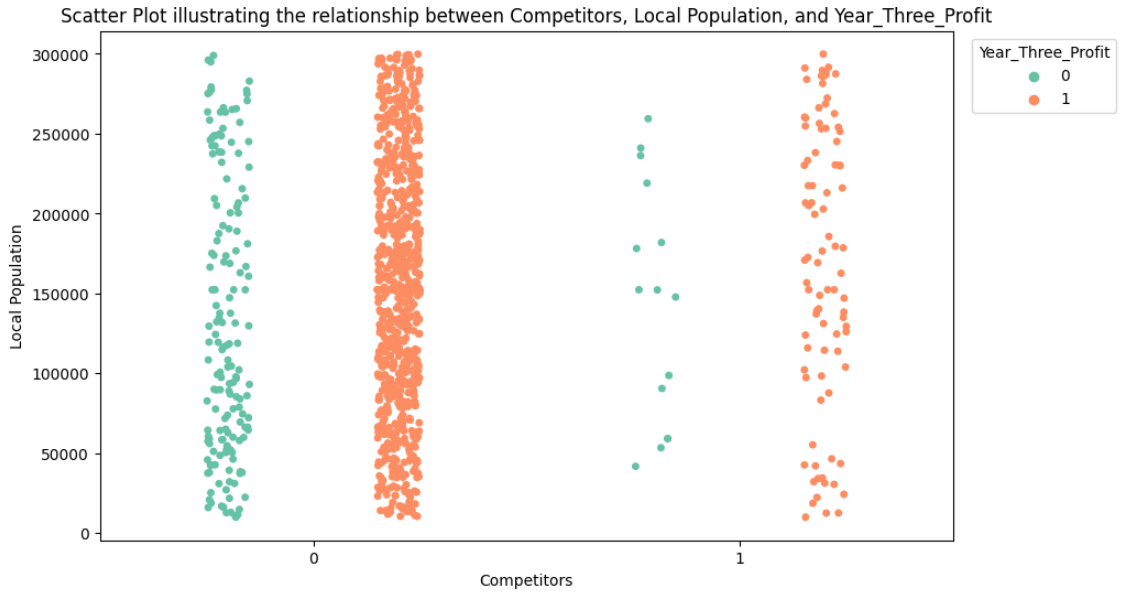 Scatter Plot illustrating the relationship between Competitors, Local Population, and Year_Three_Profit
Year_Three_Profit
0
1
300000
250000
200000
150000
100000
50000
0
Local Population
0
1
Competitors